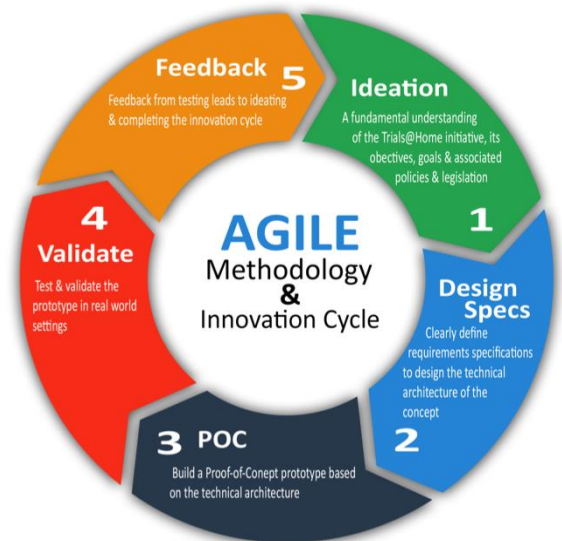 AGILE
Methodology
&
Innovation Cycle
Ideation
A fundamental understanding
of the Trials@Home initiative, its
obectives, goals & associated
policies & legislation
1
Design
Specs
Clearly define
requirements specifications
to design the technical
architecture of the
concept
2
3 POC
Build a Proof-of-Conept prototype based
on the technical architecture
4
Validate
Test & validate the
prototype in real world
settings
Feedback 5
Feedback from testing leads to ideating
& completing the innovation cycle